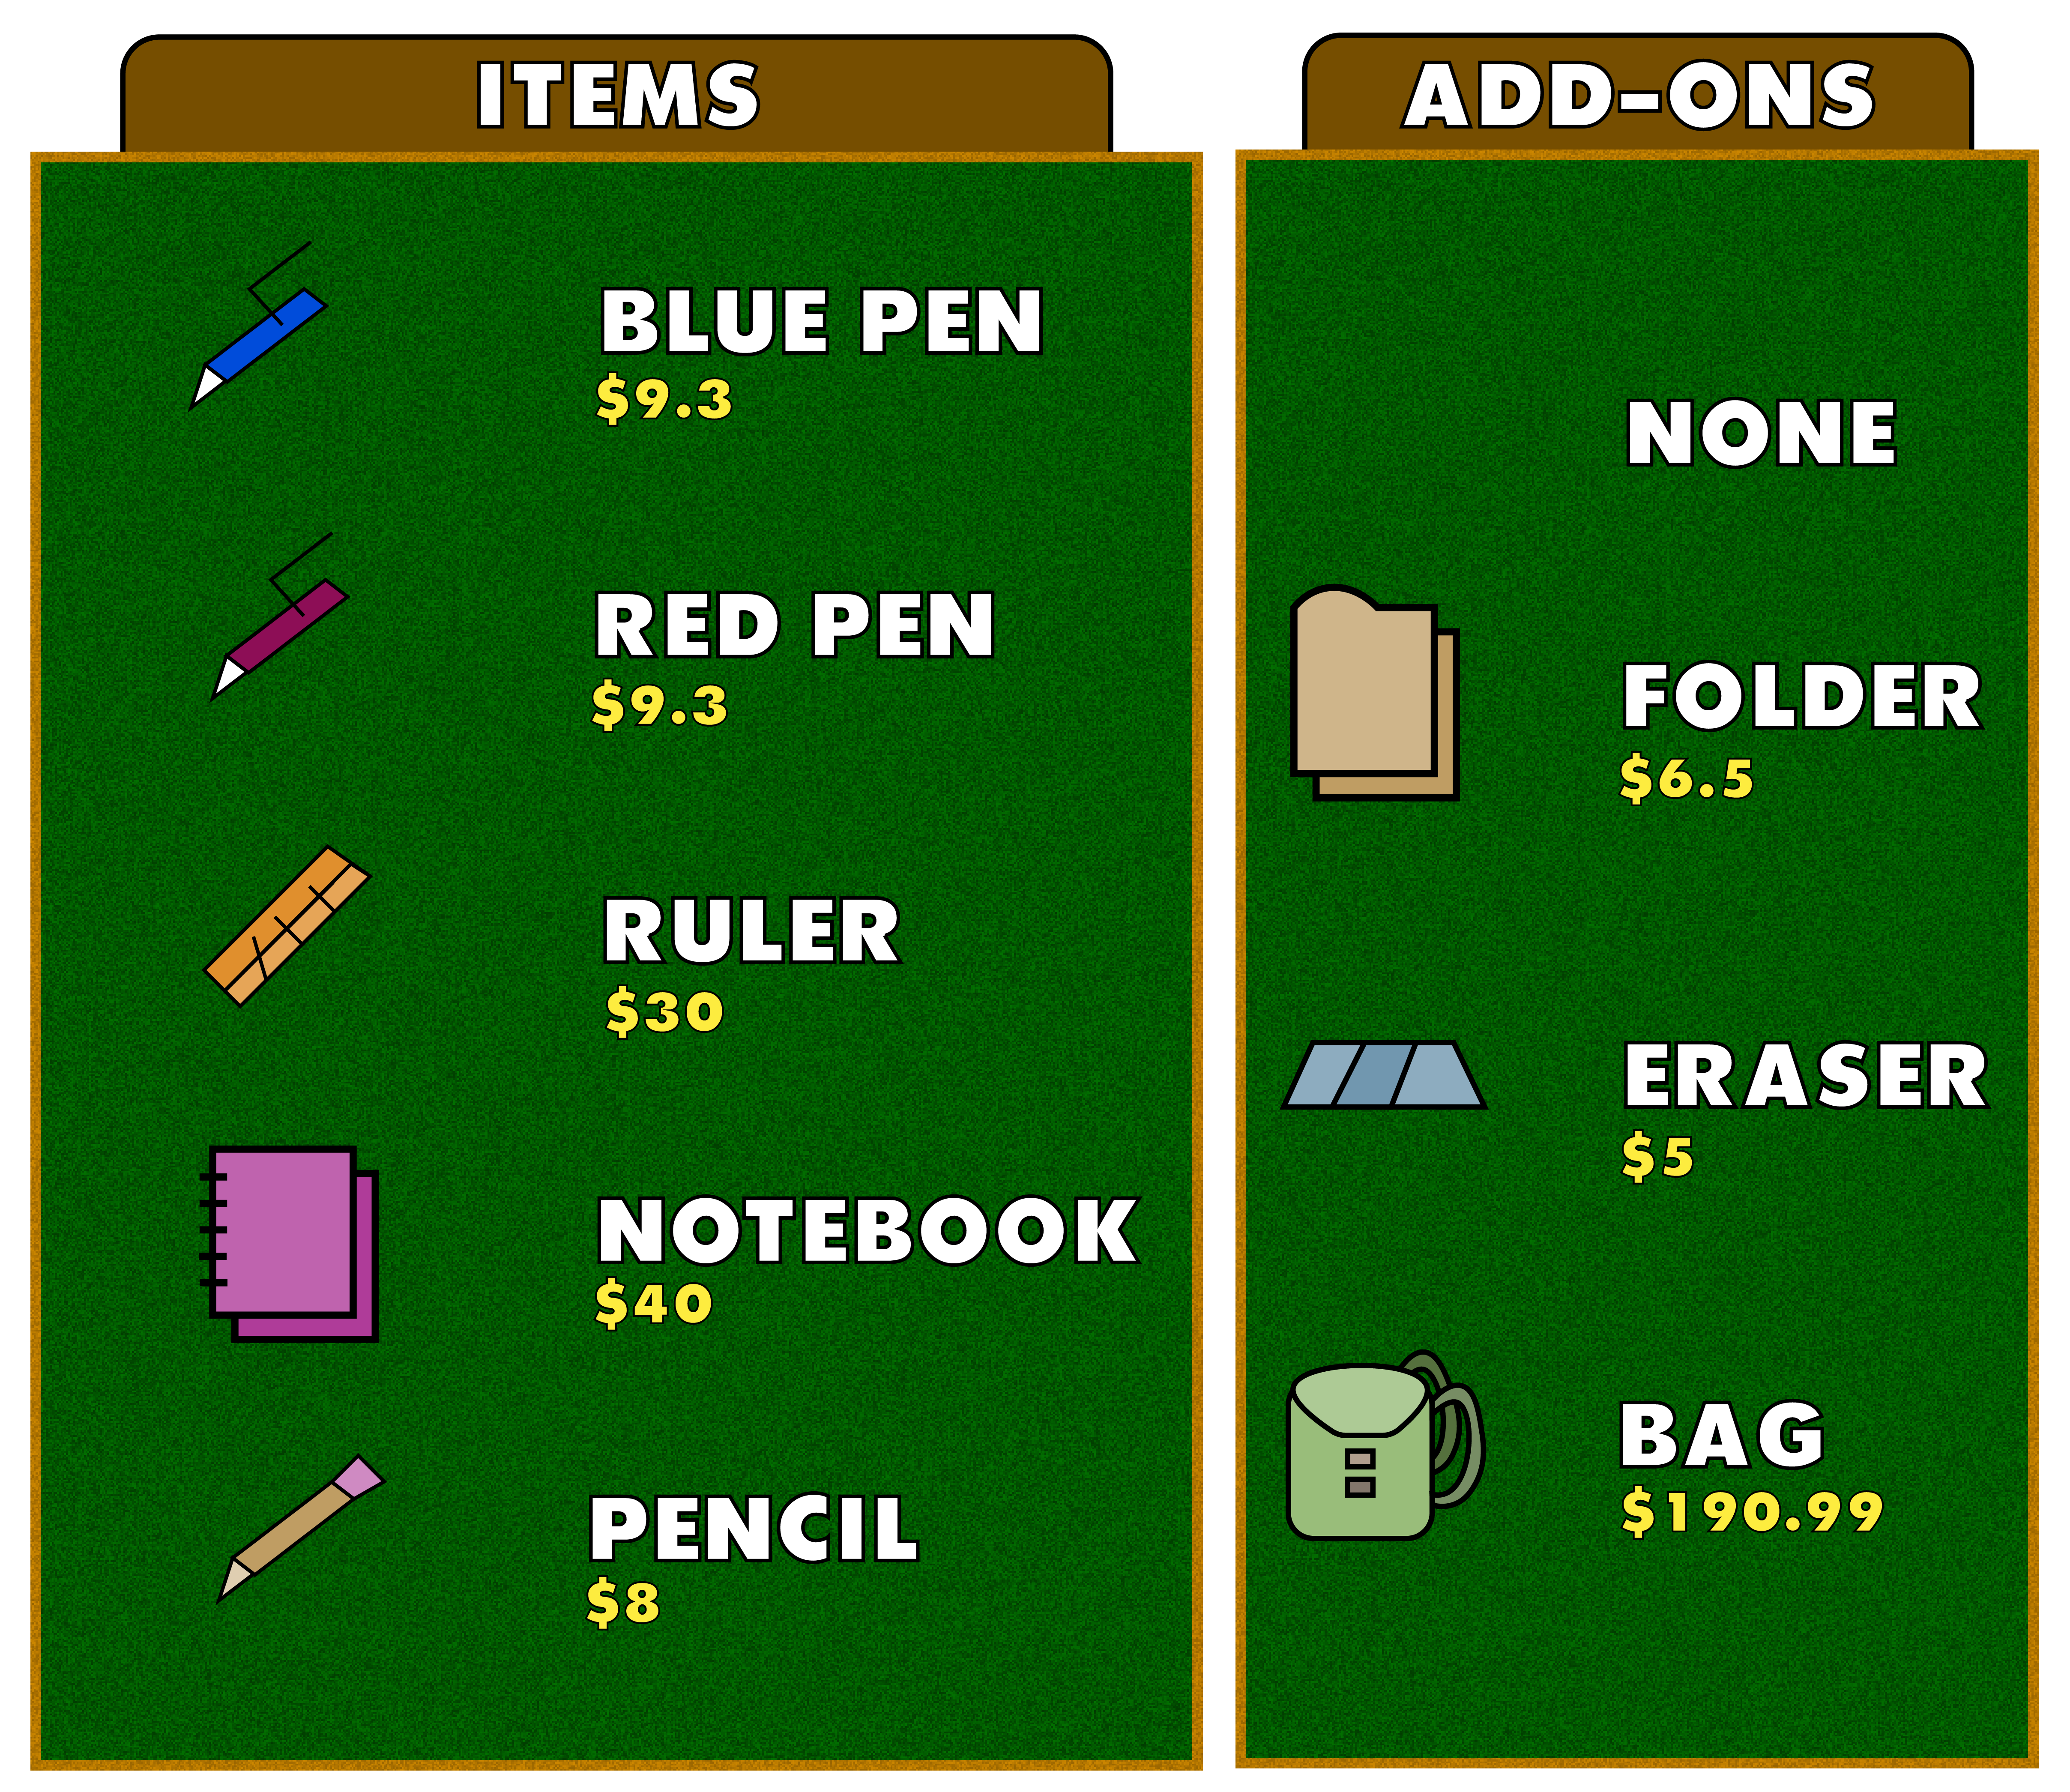 ITEMS
BLUE PEN
$9.3
RED PEN
$9.3
RULER
$30
NOTEBOOK
$40
PENCIL
$8
ADD-ONS
NONE
FOLDER
$6.5
ERASER
$5
BAG
$190.99